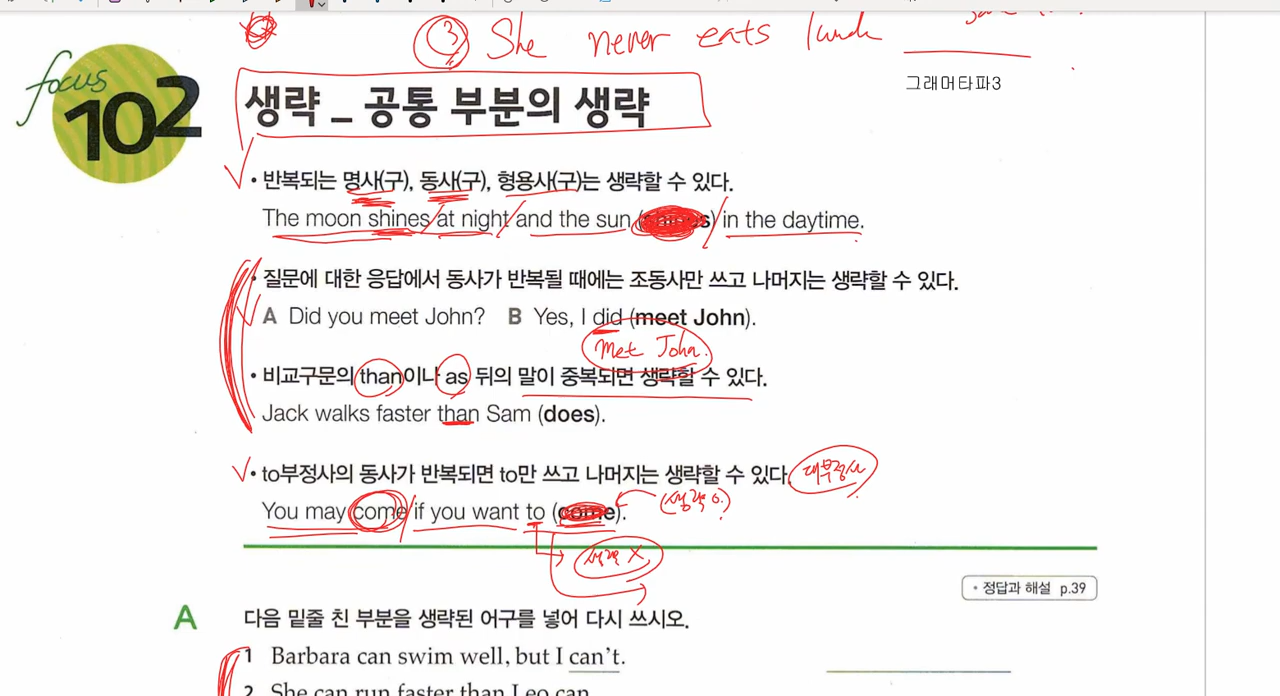 ③ She never eats lunch
그래머타파3
focus
102
생략 _ 공통 부분의 생략
• 반복되는 명사(구), 동사(구), 형용사(구)는 생략할 수 있다.
The moon shines at night and the sun (shines) in the daytime.
• 질문에 대한 응답에서 동사가 반복될 때에는 조동사만 쓰고 나머지는 생략할 수 있다.
A Did you meet John? B Yes, I did (meet John).
met John.
• 비교구문의 than이나 as 뒤의 말이 중복되면 생략할 수 있다.
Jack walks faster than Sam (does).
• to부정사의 동사가 반복되면 to만 쓰고 나머지는 생략할 수 있다. 대부정사
You may come if you want to (come). (생략 o.)
생략 X
• 정답과 해설 p.39
A 다음 밑줄 친 부분을 생략된 어구를 넣어 다시 쓰시오.
1 Barbara can swim well, but I can't.
2 She can run faster than Leo can.